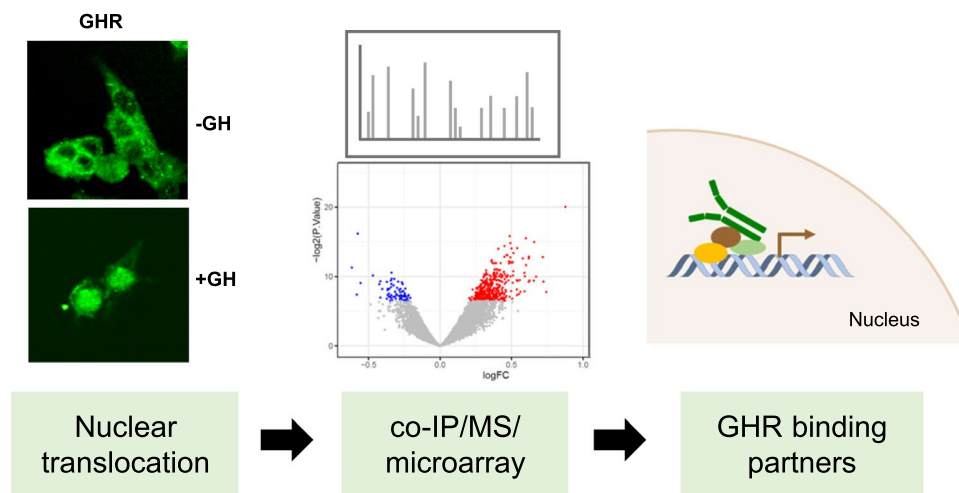 GHR
-GH
+GH
−log2(P.Value)
20
10
0
−0.5
0.0
0.5
1.0
logFC
Nucleus
Nuclear
translocation
co-IP/MS/
microarray
GHR binding
partners